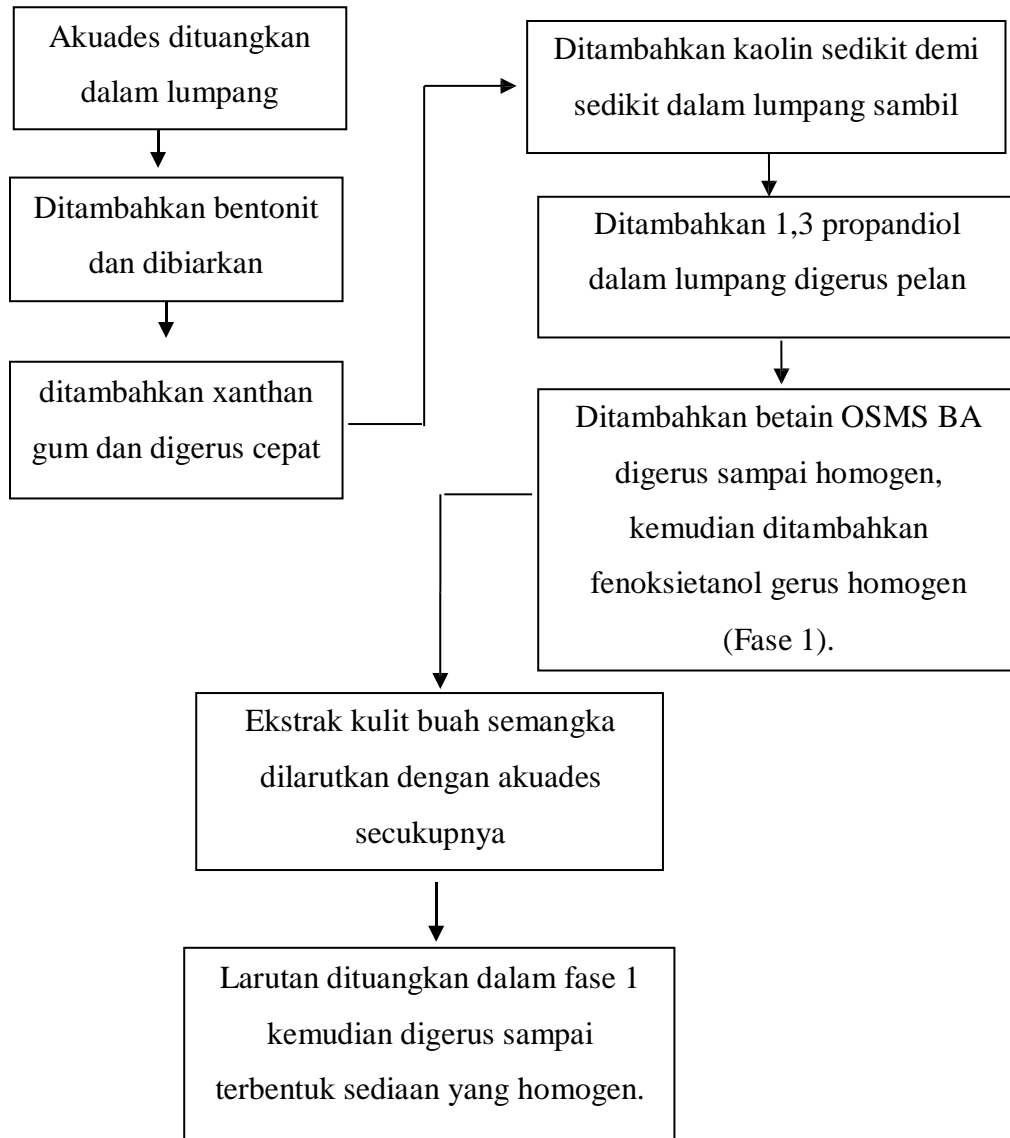 Akuades dituangkan
dalam lumpang
Ditambahkan bentonit
dan dibiarkan
ditambahkan xanthan
gum dan digerus cepat
Ditambahkan kaolin sedikit demi
sedikit dalam lumpang sambil
Ditambahkan 1,3 propandiol
dalam lumpang digerus pelan
Ditambahkan betain OSMS BA
digerus sampai homogen,
kemudian ditambahkan
fenoksietanol gerus homogen
(Fase 1).
Ekstrak kulit buah semangka
dilarutkan dengan akuades
secukupnya
Larutan dituangkan dalam fase 1
kemudian digerus sampai
terbentuk sediaan yang homogen.